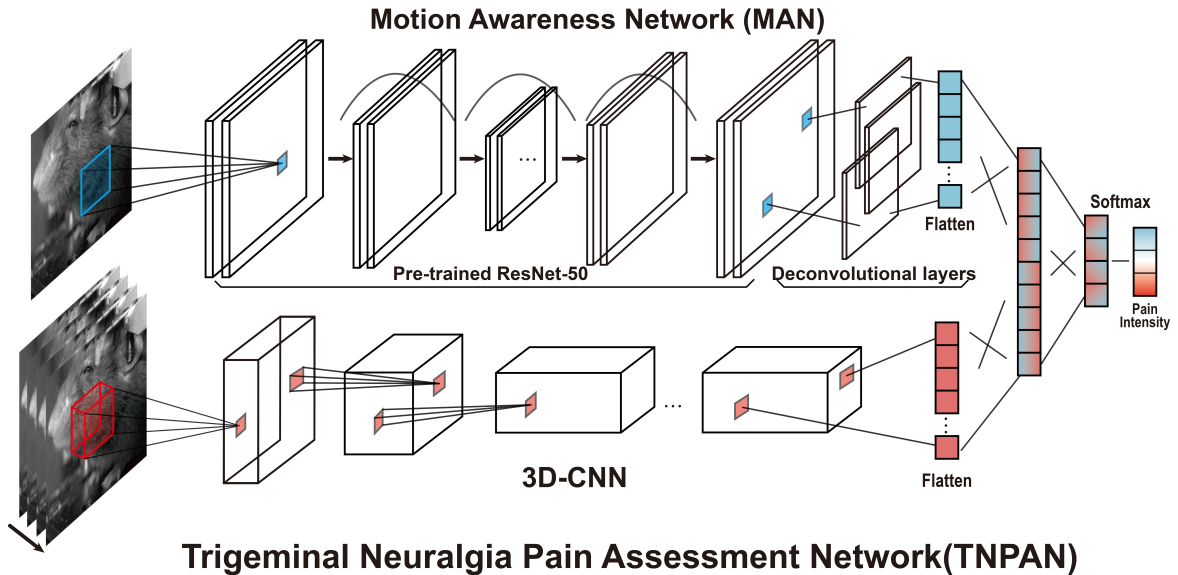 Motion Awareness Network (MAN)
...
Pre-trained ResNet-50
Deconvolutional layers
Flatten
Softmax
Pain
Intensity
...
3D-CNN
Flatten
Trigeminal Neuralgia Pain Assessment Network(TNPAN)